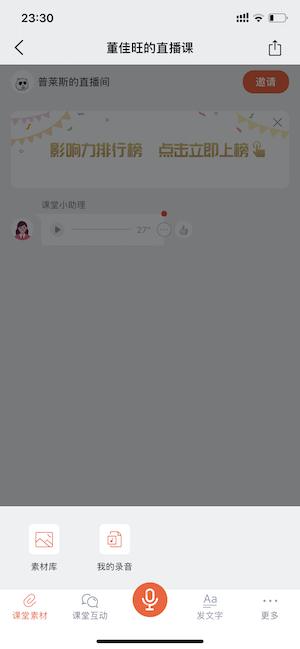 23:30
董佳旺的直播课
普莱斯的直播间
邀请
影响力排行榜 点击立即上榜
课堂小助理
27"
素材库
我的录音
课堂素材
课堂互动
Aa
发文字
更多